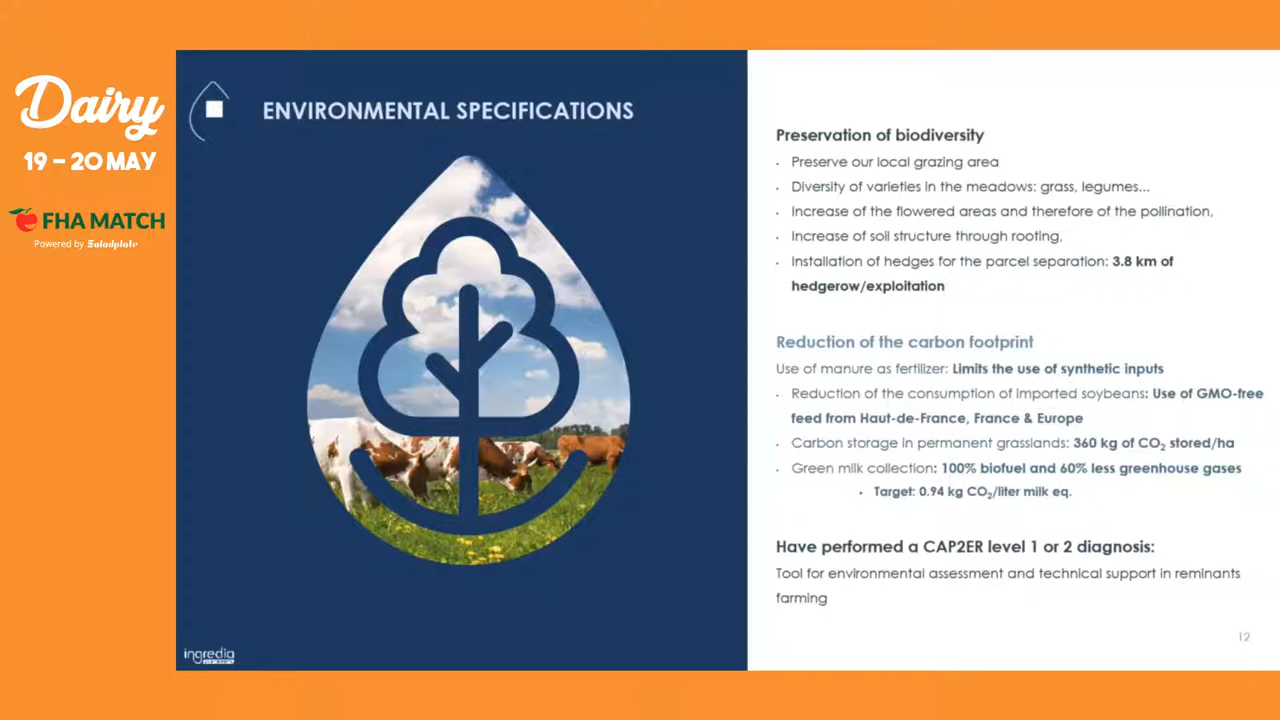 Dairy
19 – 20 MAY
FHA MATCH
Powered by Saladplate
ENVIRONMENTAL SPECIFICATIONS
ingredia
Preservation of biodiversity
· Preserve our local grazing area
· Diversity of varieties in the meadows: grass, legumes...
· Increase of the flowered areas and therefore of the pollination,
· Increase of soil structure through rooting,
· Installation of hedges for the parcel separation: 3.8 km of
hedgerow/exploitation
Reduction of the carbon footprint
Use of manure as fertilizer: Limits the use of synthetic inputs
· Reduction of the consumption of imported soybeans: Use of GMO-free
feed from Haut-de-France, France & Europe
· Carbon storage in permanent grasslands: 360 kg of CO₂ stored/ha
· Green milk collection: 100% biofuel and 60% less greenhouse gases
• Target: 0.94 kg CO₂/liter milk eq.
Have performed a CAP2ER level 1 or 2 diagnosis:
Tool for environmental assessment and technical support in reminants
farming
12